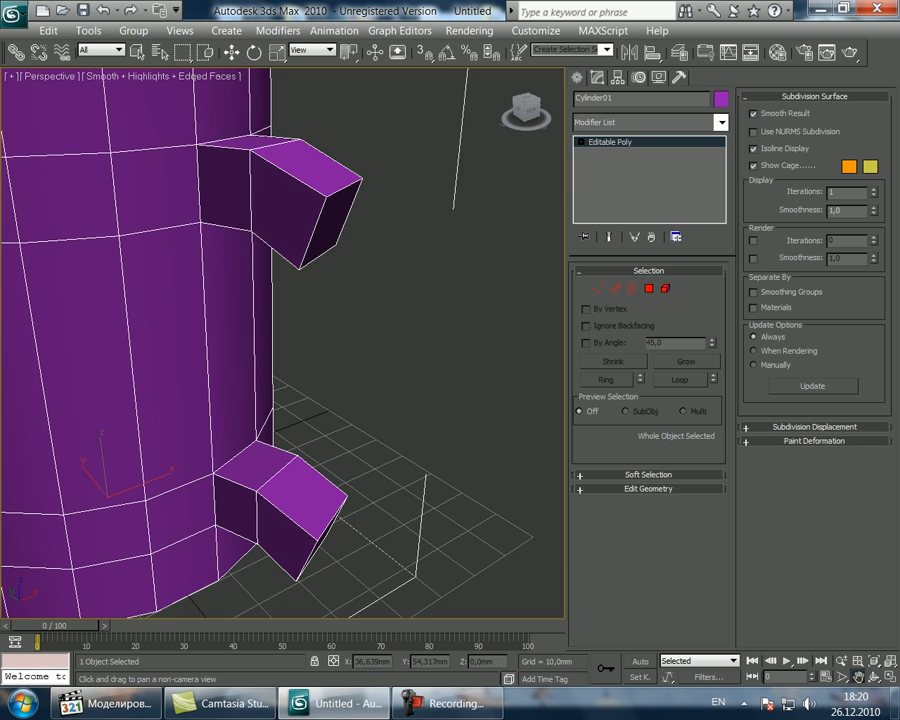 Autodesk 3ds Max 2010 - Unregistered Version Untitled
Type a keyword or phrase
Edit Tools Group Views Create Modifiers Animation Graph Editors Rendering Customize MAXScript Help
All
View
Create Selection Se
[ + ] [ Perspective ] [ Smooth + Highlights + Edged Faces ]
Cylinder01
Modifier List
Editable Poly
Selection
By Vertex
Ignore Backfacing
By Angle: 45,0
Shrink Grow
Ring Loop
Preview Selection
Off SubObj Multi
Whole Object Selected
Soft Selection
Edit Geometry
Subdivision Surface
Smooth Result
Use NURMS Subdivision
Isoline Display
Show Cage......
Display
Iterations: 1
Smoothness: 1,0
Render
Iterations: 0
Smoothness: 1,0
Separate By
Smoothing Groups
Materials
Update Options
Always
When Rendering
Manually
Update
Subdivision Displacement
Paint Deformation
z
y
x
0 / 100
0 10 20 30 40 50 60 70 80 90 100
1 Object Selected X: 36,639mm Y: 54,317mm Z: 0,0mm Grid = 10,0mm Auto Selected
Welcome to Click and drag to pan a non-camera view Add Time Tag Set K. Filters... 0
321 Моделиров... Camtasia Stu... Untitled - Au... Recording...
EN 18:20
26.12.2010